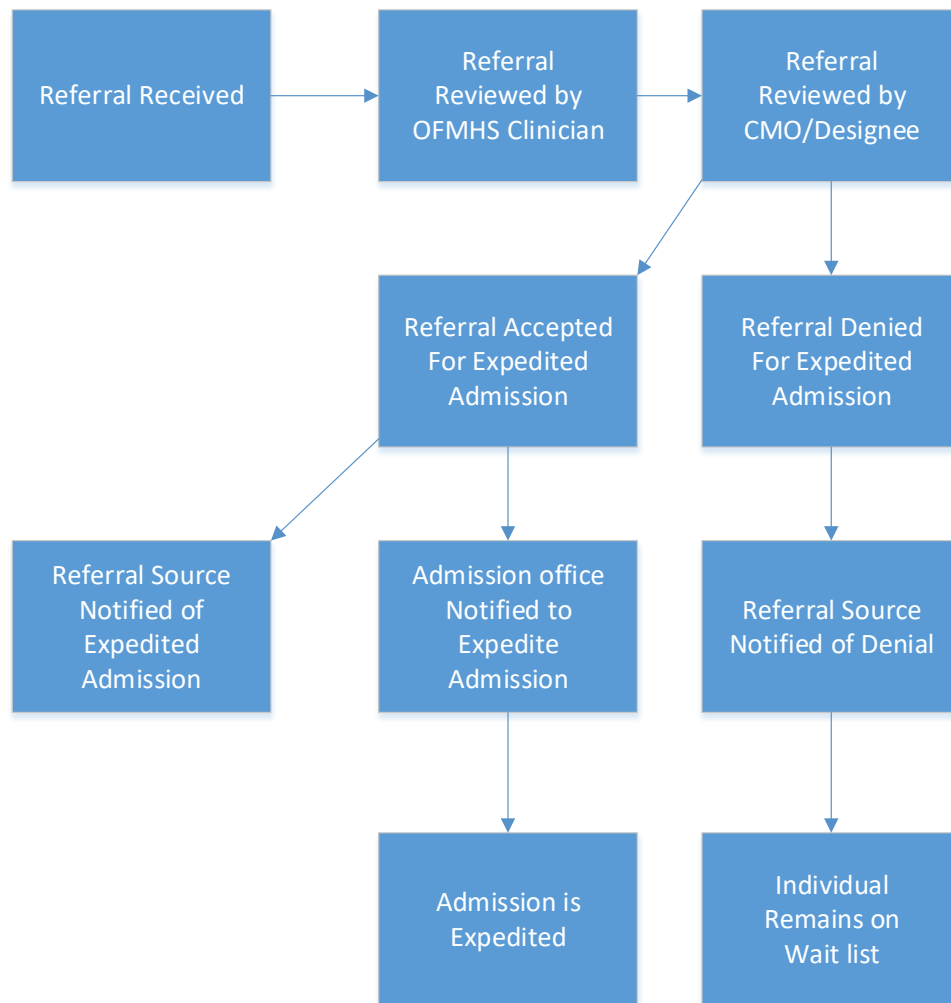 Referral Received
Referral
Reviewed by
OFMHS Clinician
Referral
Reviewed by
CMO/Designee
Referral Accepted
For Expedited
Admission
Referral Denied
For Expedited
Admission
Referral Source
Notified of
Expedited
Admission
Admission office
Notified to
Expedite
Admission
Referral Source
Notified of Denial
Admission is
Expedited
Individual
Remains on
Wait list